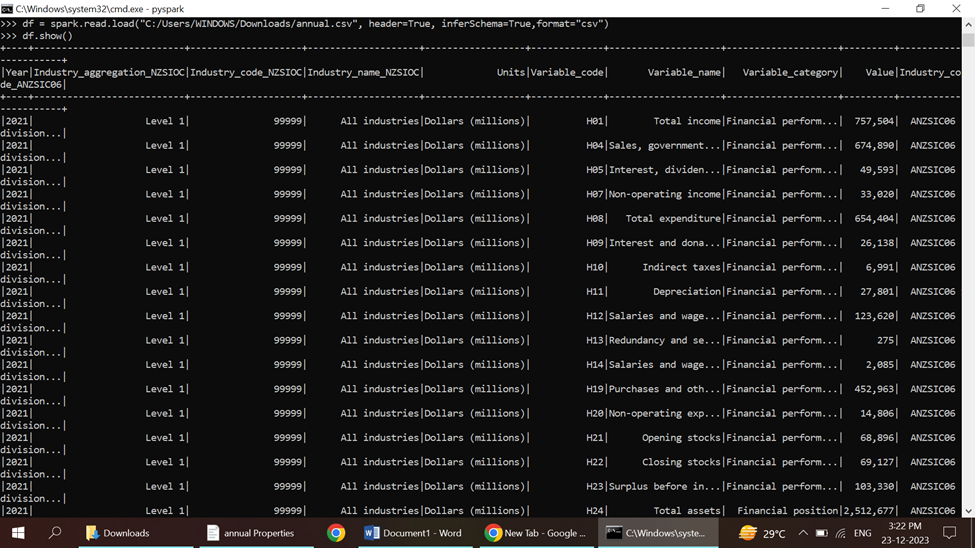 C:\Windows\system32\cmd.exe - pyspark
>>> df = spark.read.load("C:/Users/WINDOWS/Downloads/annual.csv", header=True, inferSchema=True,format="csv")
>>> df.show()
+----+---------------------------+--------------------+--------------------+------------------+-------------+--------------------+--------------------+---------+-----------
-----------+
|Year|Industry_aggregation_NZSIOC|Industry_code_NZSIOC|Industry_name_NZSIOC|             Units|Variable_code|       Variable_name|   Variable_category|    Value|Industry_co
de_ANZSIC06|
+----+---------------------------+--------------------+--------------------+------------------+-------------+--------------------+--------------------+---------+-----------
-----------+
|2021|                    Level 1|               99999|      All industries|Dollars (millions)|          H01|        Total income|Financial perform...|  757,504|  ANZSIC06
division...|
|2021|                    Level 1|               99999|      All industries|Dollars (millions)|          H04|Sales, government...|Financial perform...|  674,890|  ANZSIC06
division...|
|2021|                    Level 1|               99999|      All industries|Dollars (millions)|          H05|Interest, dividen...|Financial perform...|   49,593|  ANZSIC06
division...|
|2021|                    Level 1|               99999|      All industries|Dollars (millions)|          H07|Non-operating income|Financial perform...|   33,020|  ANZSIC06
division...|
|2021|                    Level 1|               99999|      All industries|Dollars (millions)|          H08|   Total expenditure|Financial perform...|  654,404|  ANZSIC06
division...|
|2021|                    Level 1|               99999|      All industries|Dollars (millions)|          H09|Interest and dona...|Financial perform...|   26,138|  ANZSIC06
division...|
|2021|                    Level 1|               99999|      All industries|Dollars (millions)|          H10|      Indirect taxes|Financial perform...|    6,991|  ANZSIC06
division...|
|2021|                    Level 1|               99999|      All industries|Dollars (millions)|          H11|        Depreciation|Financial perform...|   27,801|  ANZSIC06
division...|
|2021|                    Level 1|               99999|      All industries|Dollars (millions)|          H12|Salaries and wage...|Financial perform...|  123,620|  ANZSIC06
division...|
|2021|                    Level 1|               99999|      All industries|Dollars (millions)|          H13|Redundancy and se...|Financial perform...|      275|  ANZSIC06
division...|
|2021|                    Level 1|               99999|      All industries|Dollars (millions)|          H14|Salaries and wage...|Financial perform...|    2,085|  ANZSIC06
division...|
|2021|                    Level 1|               99999|      All industries|Dollars (millions)|          H19|Purchases and oth...|Financial perform...|  452,963|  ANZSIC06
division...|
|2021|                    Level 1|               99999|      All industries|Dollars (millions)|          H20|Non-operating exp...|Financial perform...|   14,806|  ANZSIC06
division...|
|2021|                    Level 1|               99999|      All industries|Dollars (millions)|          H21|      Opening stocks|Financial perform...|   68,896|  ANZSIC06
division...|
|2021|                    Level 1|               99999|      All industries|Dollars (millions)|          H22|      Closing stocks|Financial perform...|   69,127|  ANZSIC06
division...|
|2021|                    Level 1|               99999|      All industries|Dollars (millions)|          H23|Surplus before in...|Financial perform...|  103,330|  ANZSIC06
division...|
|2021|                    Level 1|               99999|      All industries|Dollars (millions)|          H24|        Total assets|  Financial position|2,512,677|  ANZSIC06
Downloads
annual Properties
Document1 - Word
New Tab - Google ...
C:\Windows\syste...
29°C
ENG
3:22 PM
23-12-2023